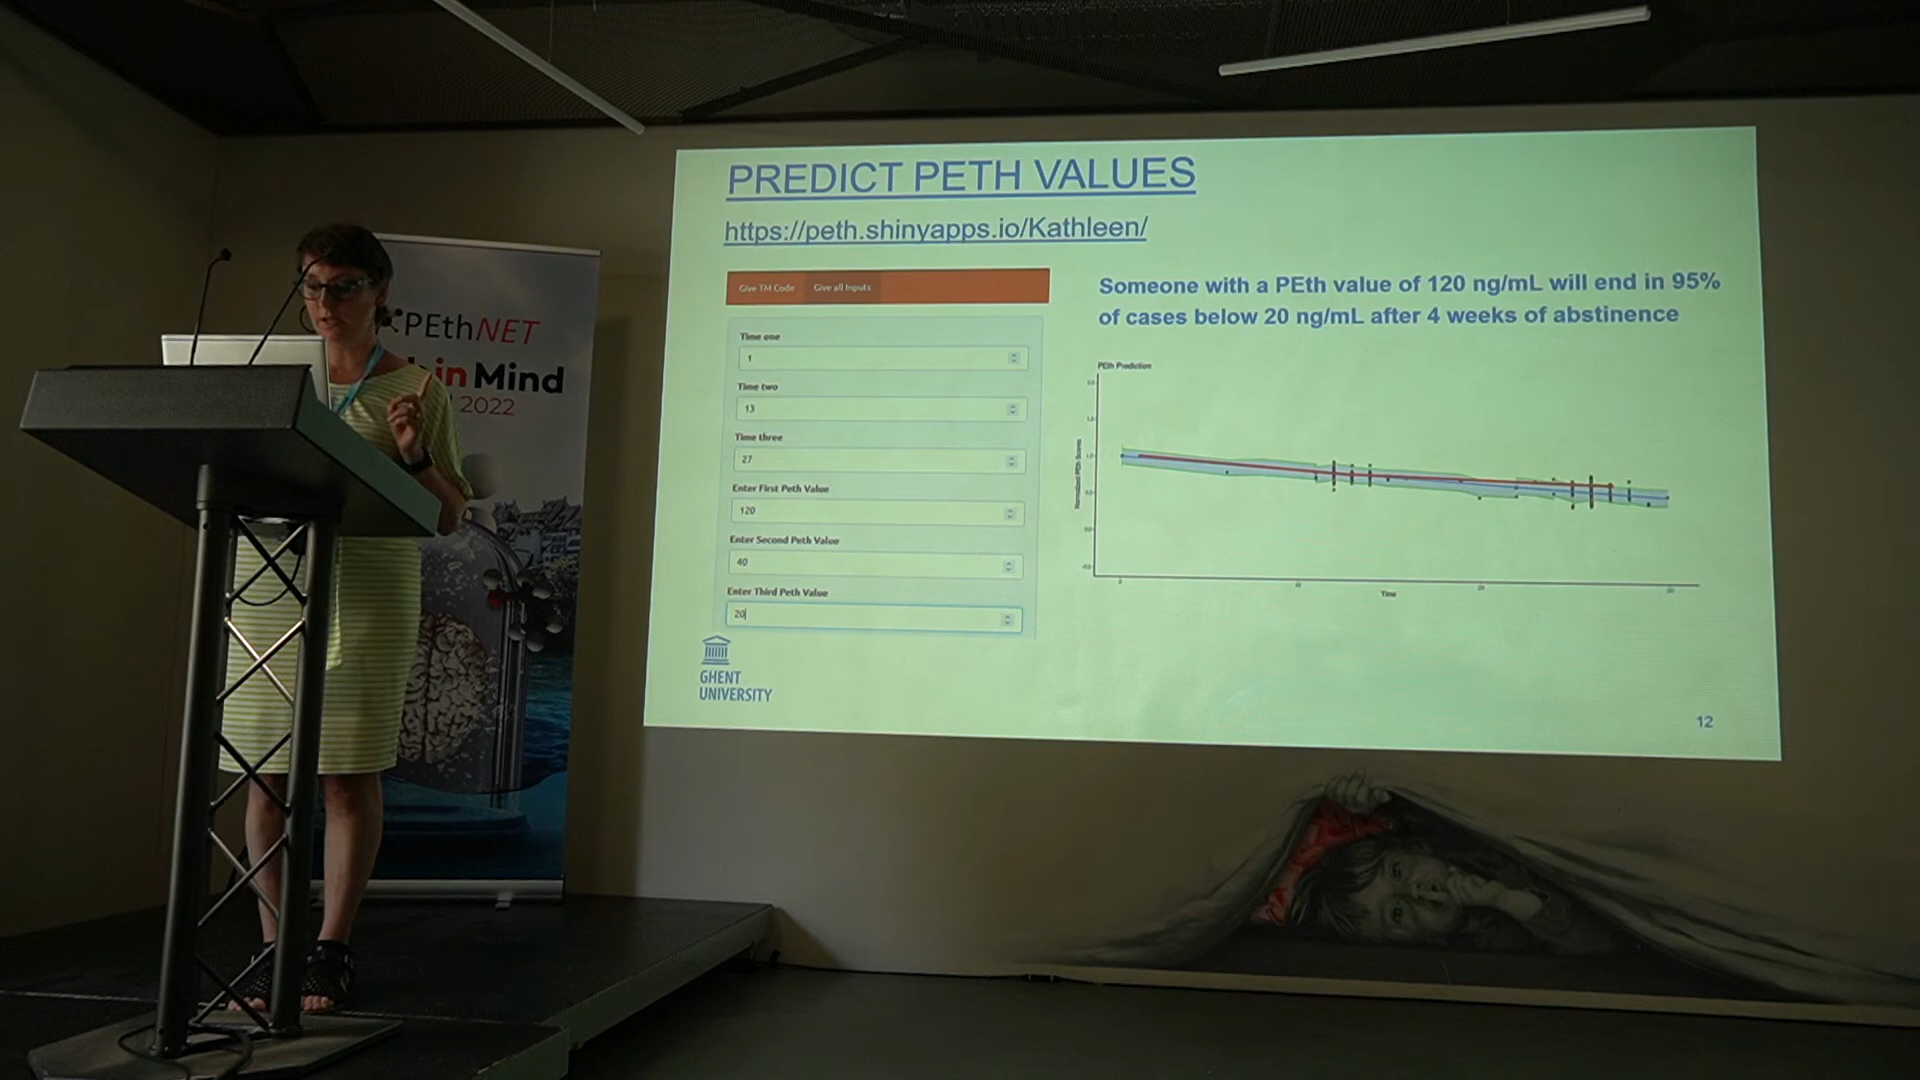 PREDICT PETH VALUES
https://peth.shinyapps.io/Kathleen/
Give TM Code Give all Inputs
Time one
1
Time two
13
Time three
27
Enter First Peth Value
120
Enter Second Peth Value
40
Enter Third Peth Value
20
Someone with a PEth value of 120 ng/mL will end in 95%
of cases below 20 ng/mL after 4 weeks of abstinence
PEth Prediction
Time
GHENT
UNIVERSITY
12
PEthNET
in Mind
2022